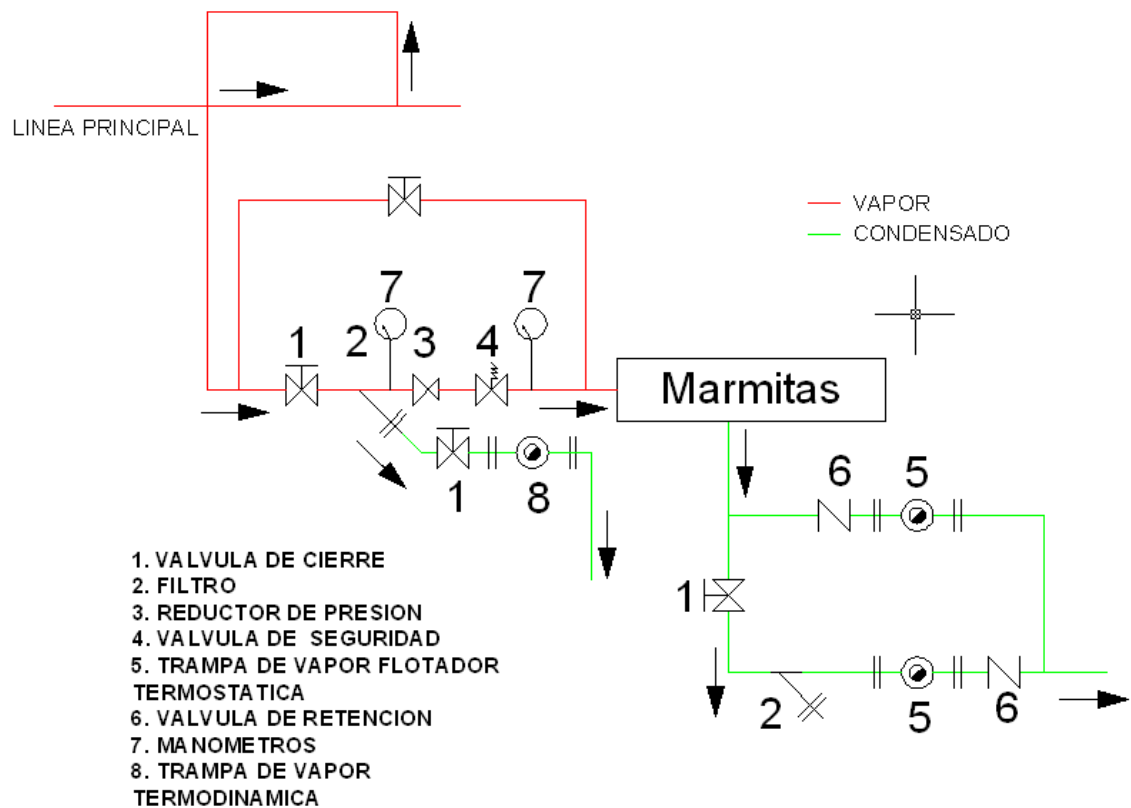 LINEA PRINCIPAL
VAPOR
CONDENSADO
7
7
1
2
3
4
Marmitas
1
8
6
5
1
2
5
6
1. VALVULA DE CIERRE
2. FILTRO
3. REDUCTOR DE PRESION
4. VALVULA DE SEGURIDAD
5. TRAMPA DE VAPOR FLOTADOR
TERMOSTATICA
6. VALVULA DE RETENCION
7. MANOMETROS
8. TRAMPA DE VAPOR
TERMODINAMICA